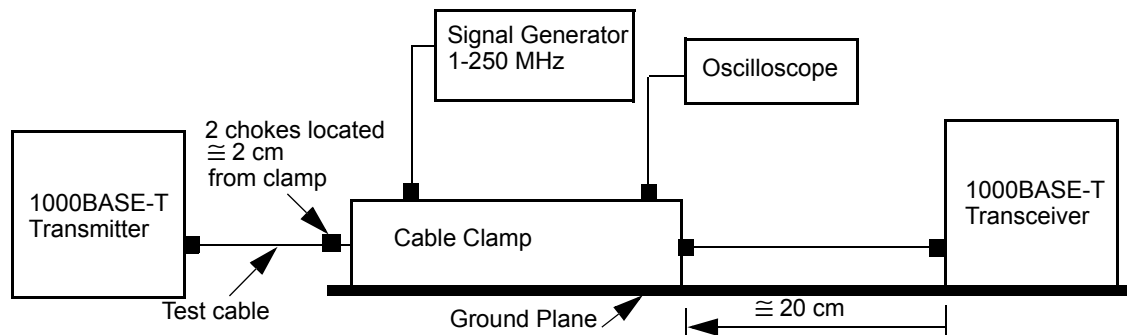 Signal Generator
1-250 MHz
Oscilloscope
2 chokes located
≅ 2 cm
from clamp
1000BASE-T
Transmitter
1000BASE-T
Transceiver
Cable Clamp
Test cable
Ground Plane
≅ 20 cm